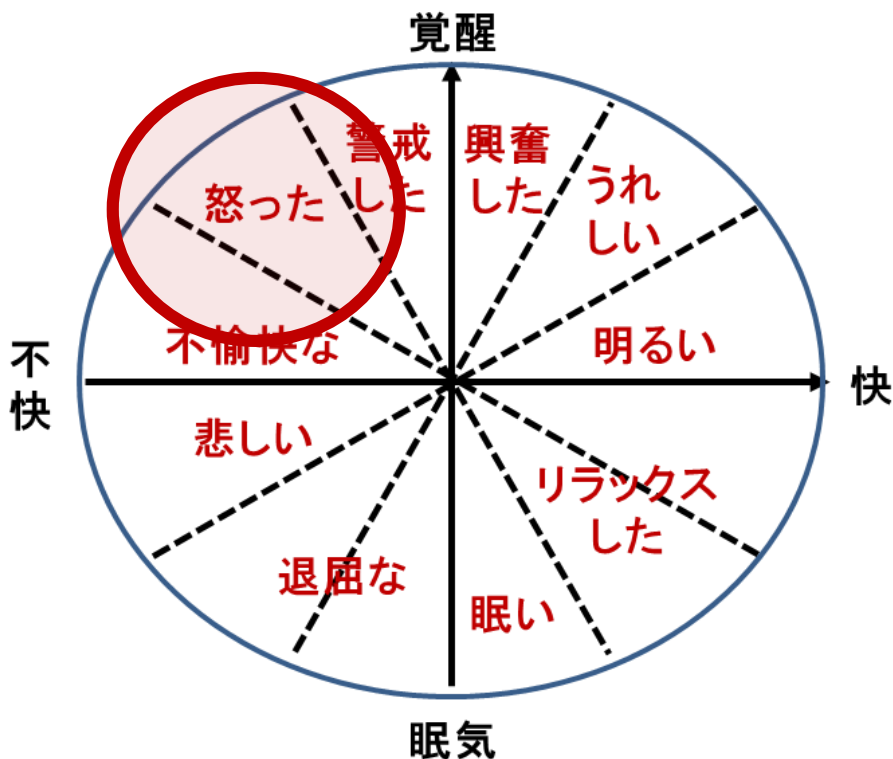 覚醒
警戒
した
興奮
した
怒った
うれ
しい
不愉快な
明るい
不
快
快
悲しい
リラックス
した
退屈な
眠い
眠気